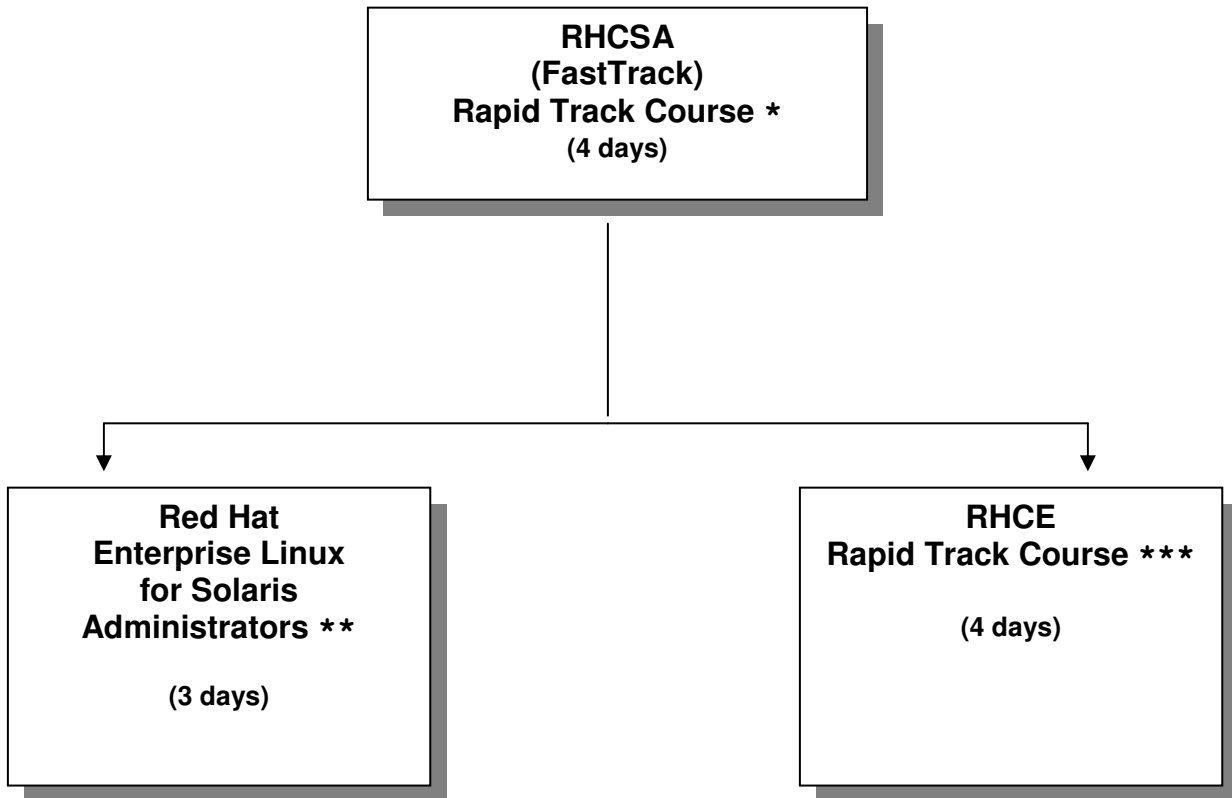 RHCSA
(FastTrack)
Rapid Track Course *
(4 days)
Red Hat
Enterprise Linux
for Solaris
Administrators **
(3 days)
RHCE
Rapid Track Course ***
(4 days)